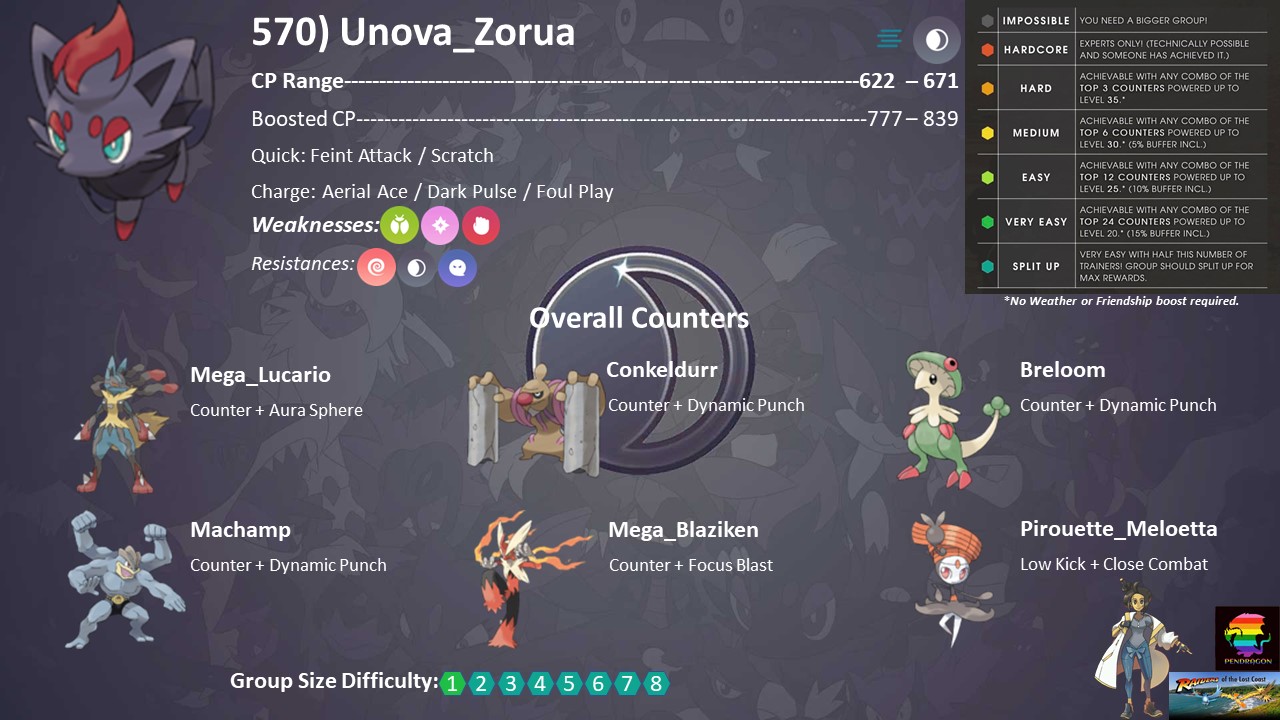 570) Unova_Zorua
CP Range--------------------------------------------------------------------------622 – 671
Boosted CP-------------------------------------------------------------------------777 – 839
Quick: Feint Attack / Scratch
Charge: Aerial Ace / Dark Pulse / Foul Play
Weaknesses:
Resistances:
IMPOSSIBLE YOU NEED A BIGGER GROUP!
HARDCORE EXPERTS ONLY! (TECHNICALLY POSSIBLE
AND SOMEONE HAS ACHIEVED IT.)
HARD ACHIEVABLE WITH ANY COMBO OF THE
TOP 3 COUNTERS POWERED UP TO
LEVEL 35.*
MEDIUM ACHIEVABLE WITH ANY COMBO OF THE
TOP 6 COUNTERS POWERED UP TO
LEVEL 30.* (5% BUFFER INCL.)
EASY ACHIEVABLE WITH ANY COMBO OF THE
TOP 12 COUNTERS POWERED UP TO
LEVEL 25.* (10% BUFFER INCL.)
VERY EASY ACHIEVABLE WITH ANY COMBO OF THE
TOP 24 COUNTERS POWERED UP TO
LEVEL 20.* (15% BUFFER INCL.)
SPLIT UP VERY EASY WITH HALF THIS NUMBER OF
TRAINERS! GROUP SHOULD SPLIT UP FOR
MAX REWARDS.
*No Weather or Friendship boost required.
Overall Counters
Mega_Lucario
Counter + Aura Sphere
Conkeldurr
Counter + Dynamic Punch
Breloom
Counter + Dynamic Punch
Machamp
Counter + Dynamic Punch
Mega_Blaziken
Counter + Focus Blast
Pirouette_Meloetta
Low Kick + Close Combat
Group Size Difficulty: 1 2 3 4 5 6 7 8
PENDRAGON
RAIDERS of the Lost Coast